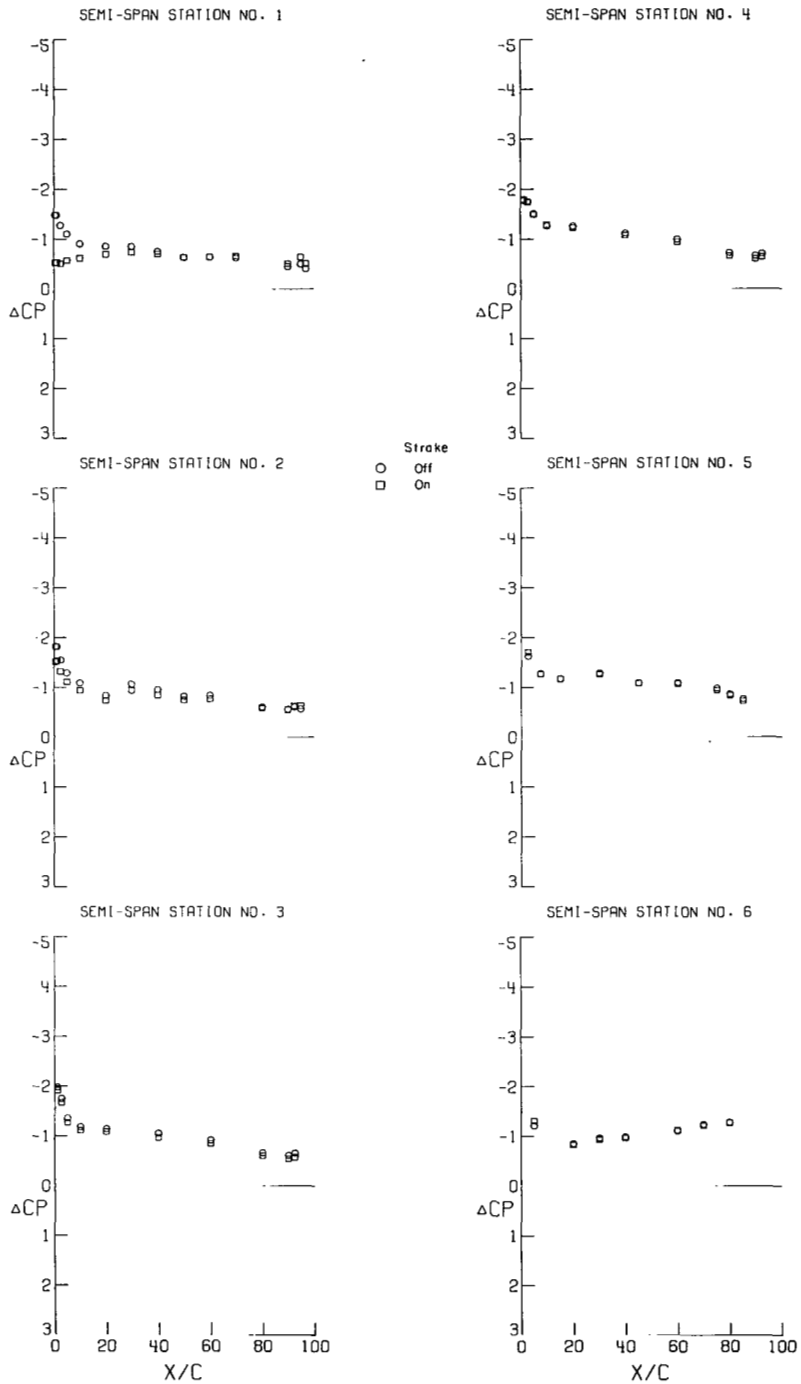 SEMI-SPAN STATION NO. 1
-5
-4
-3
-2
-1
0
ΔCP
1
2
3
SEMI-SPAN STATION NO. 4
-5
-4
-3
-2
-1
0
ΔCP
1
2
3
Strake
○ Off
□ On
SEMI-SPAN STATION NO. 2
-5
-4
-3
-2
-1
0
ΔCP
1
2
3
SEMI-SPAN STATION NO. 5
-5
-4
-3
-2
-1
0
ΔCP
1
2
3
SEMI-SPAN STATION NO. 3
-5
4
-3
-2
-1
0
ΔCP
1
2
3
0 20 40 60 80 100
X/C
SEMI-SPAN STATION NO. 6
-5
-4
-3
-2
-1
0
ΔCP
1
2
3
0 20 40 60 80 100
X/C